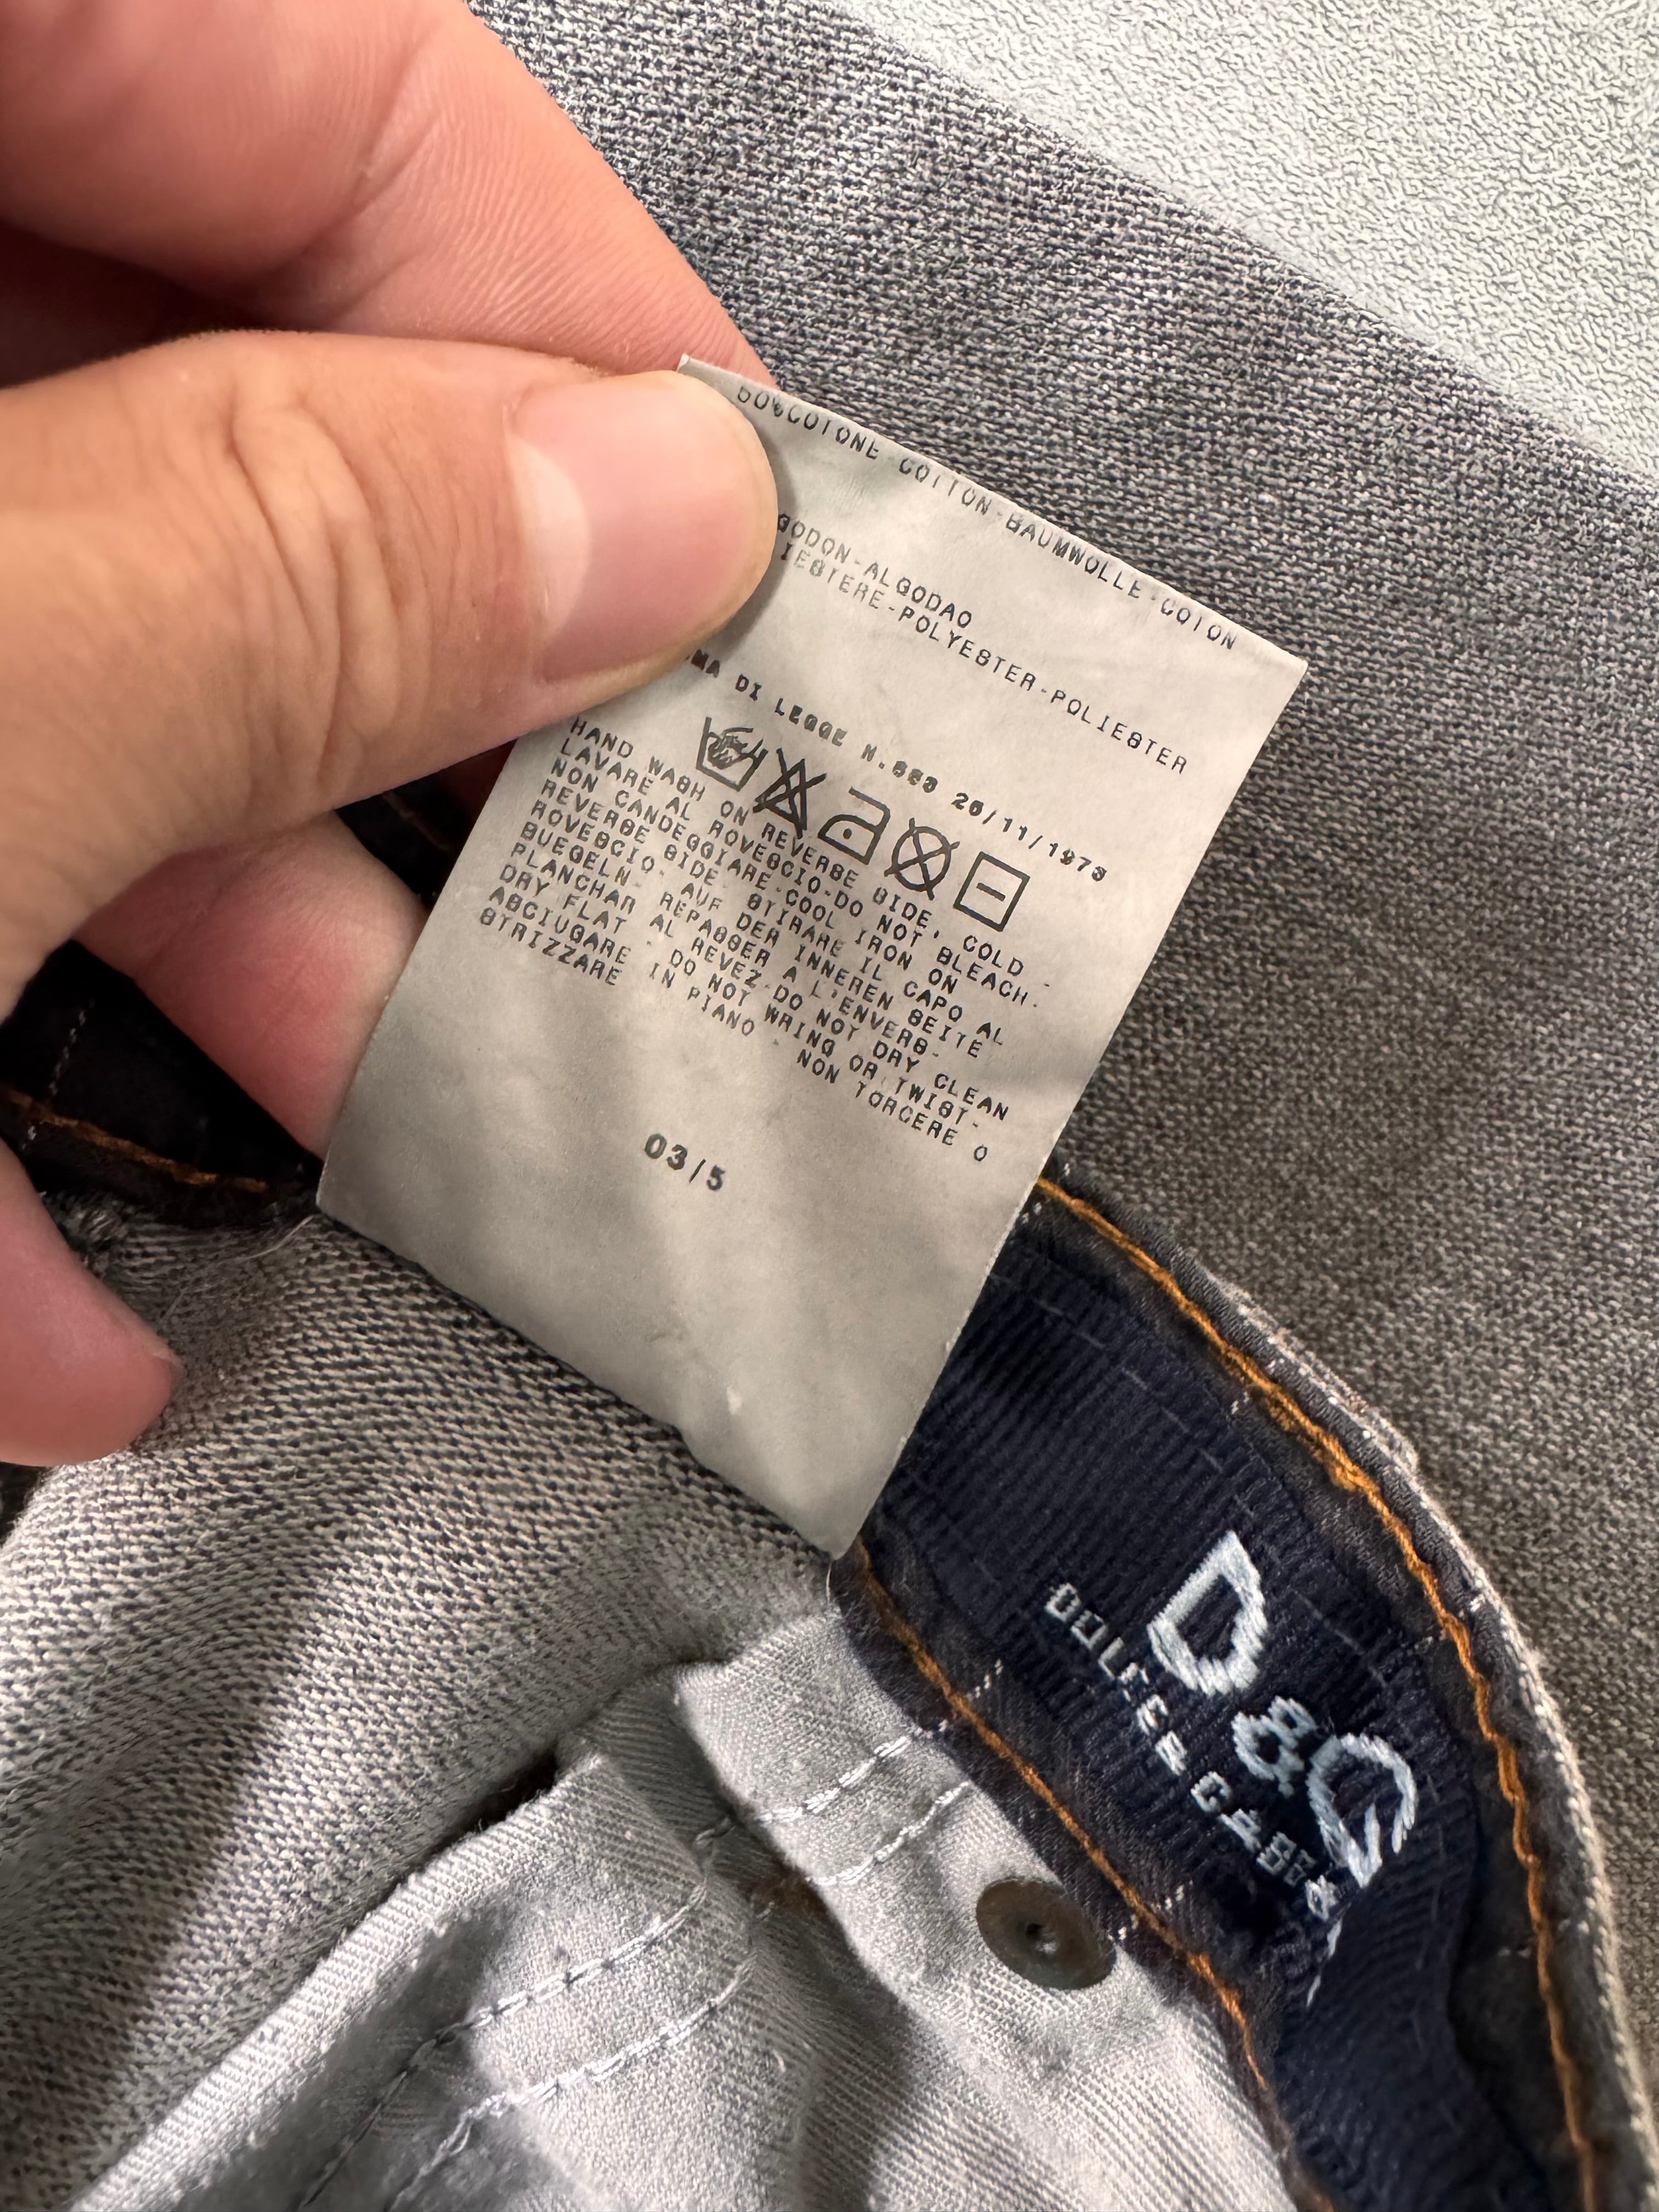 50%COTONE COTTON-BAUMWOLLE-COTON
GODON-ALGODAO
IESTERE-POLYESTER-POLIESTER
MA DI LEGGE N.883 26/11/1973
HAND WASH ON REVERSE SIDE, COLD -
LAVARE AL ROVESCIO-DO NOT BLEACH-
NON CANDEGGIARE-COOL IRON ON
REVERSE SIDE- STIRARE IL CAPO AL
ROVESCIO- AUF DER INNEREN SEITE
BUEGELN- REPASSER A L'ENVERS-
PLANCHAR AL REVEZ-DO NOT DRY CLEAN
DRY FLAT - DO NOT WRING OR TWIST-
ASCIUGARE IN PIANO - NON TORCERE O
STRIZZARE
03/5
D&G
DOLCE&GABBANA